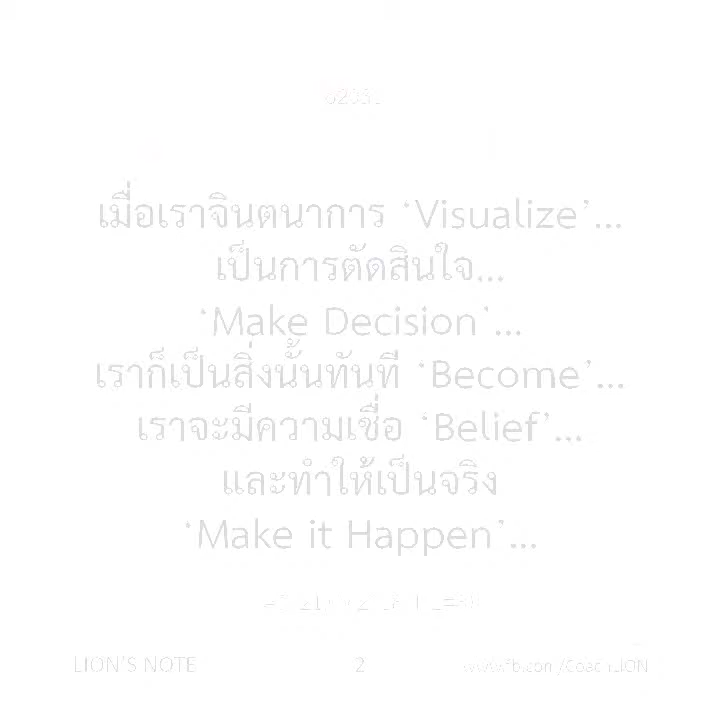 เมื่อเราจินตนาการ ‘Visualize’...
เป็นการตัดสินใจ...
‘Make Decision’...
เราก็เป็นสิ่งนั้นทันที ‘Become’...
เราจะมีความเชื่อ ‘Belief’...
และทำให้เป็นจริง
‘Make it Happen’...
LION’S NOTE
2
www.fb.com/CoachLION